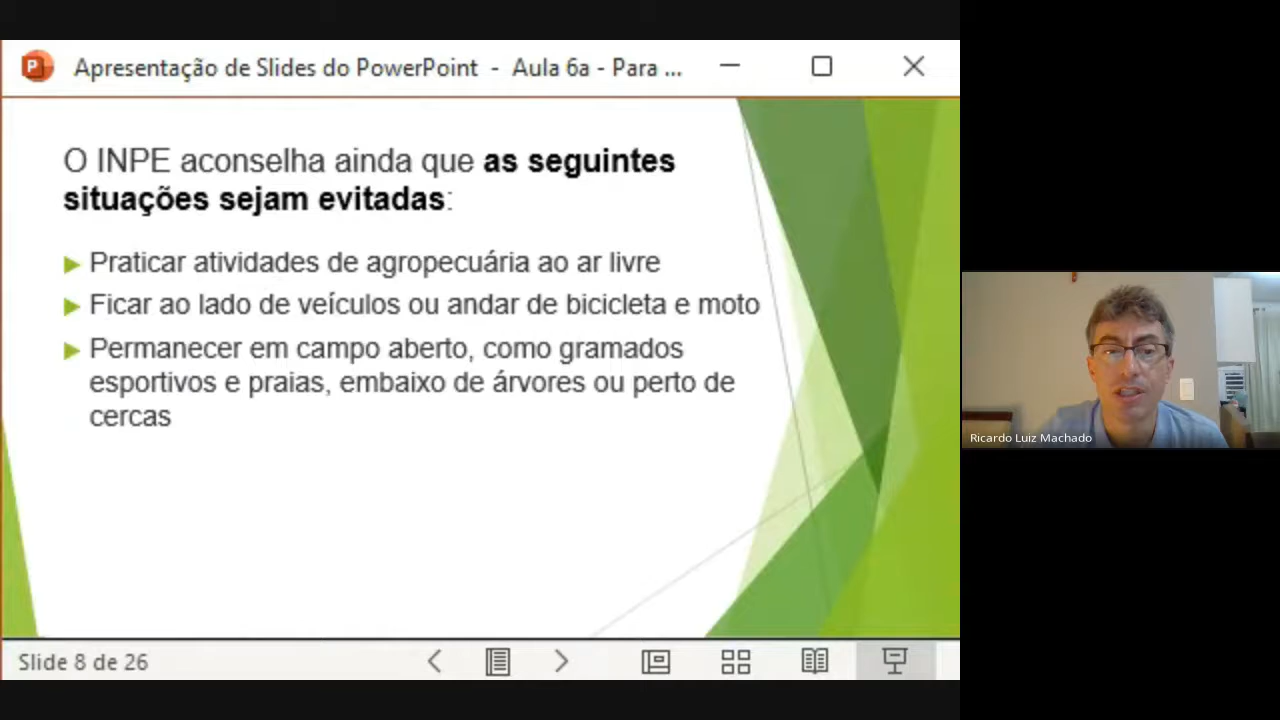 Apresentação de Slides do PowerPoint - Aula 6a - Para ...
O INPE aconselha ainda que as seguintes
situações sejam evitadas:
Praticar atividades de agropecuária ao ar livre
Ficar ao lado de veículos ou andar de bicicleta e moto
Permanecer em campo aberto, como gramados
esportivos e praias, embaixo de árvores ou perto de
cercas
Slide 8 de 26
Ricardo Luiz Machado